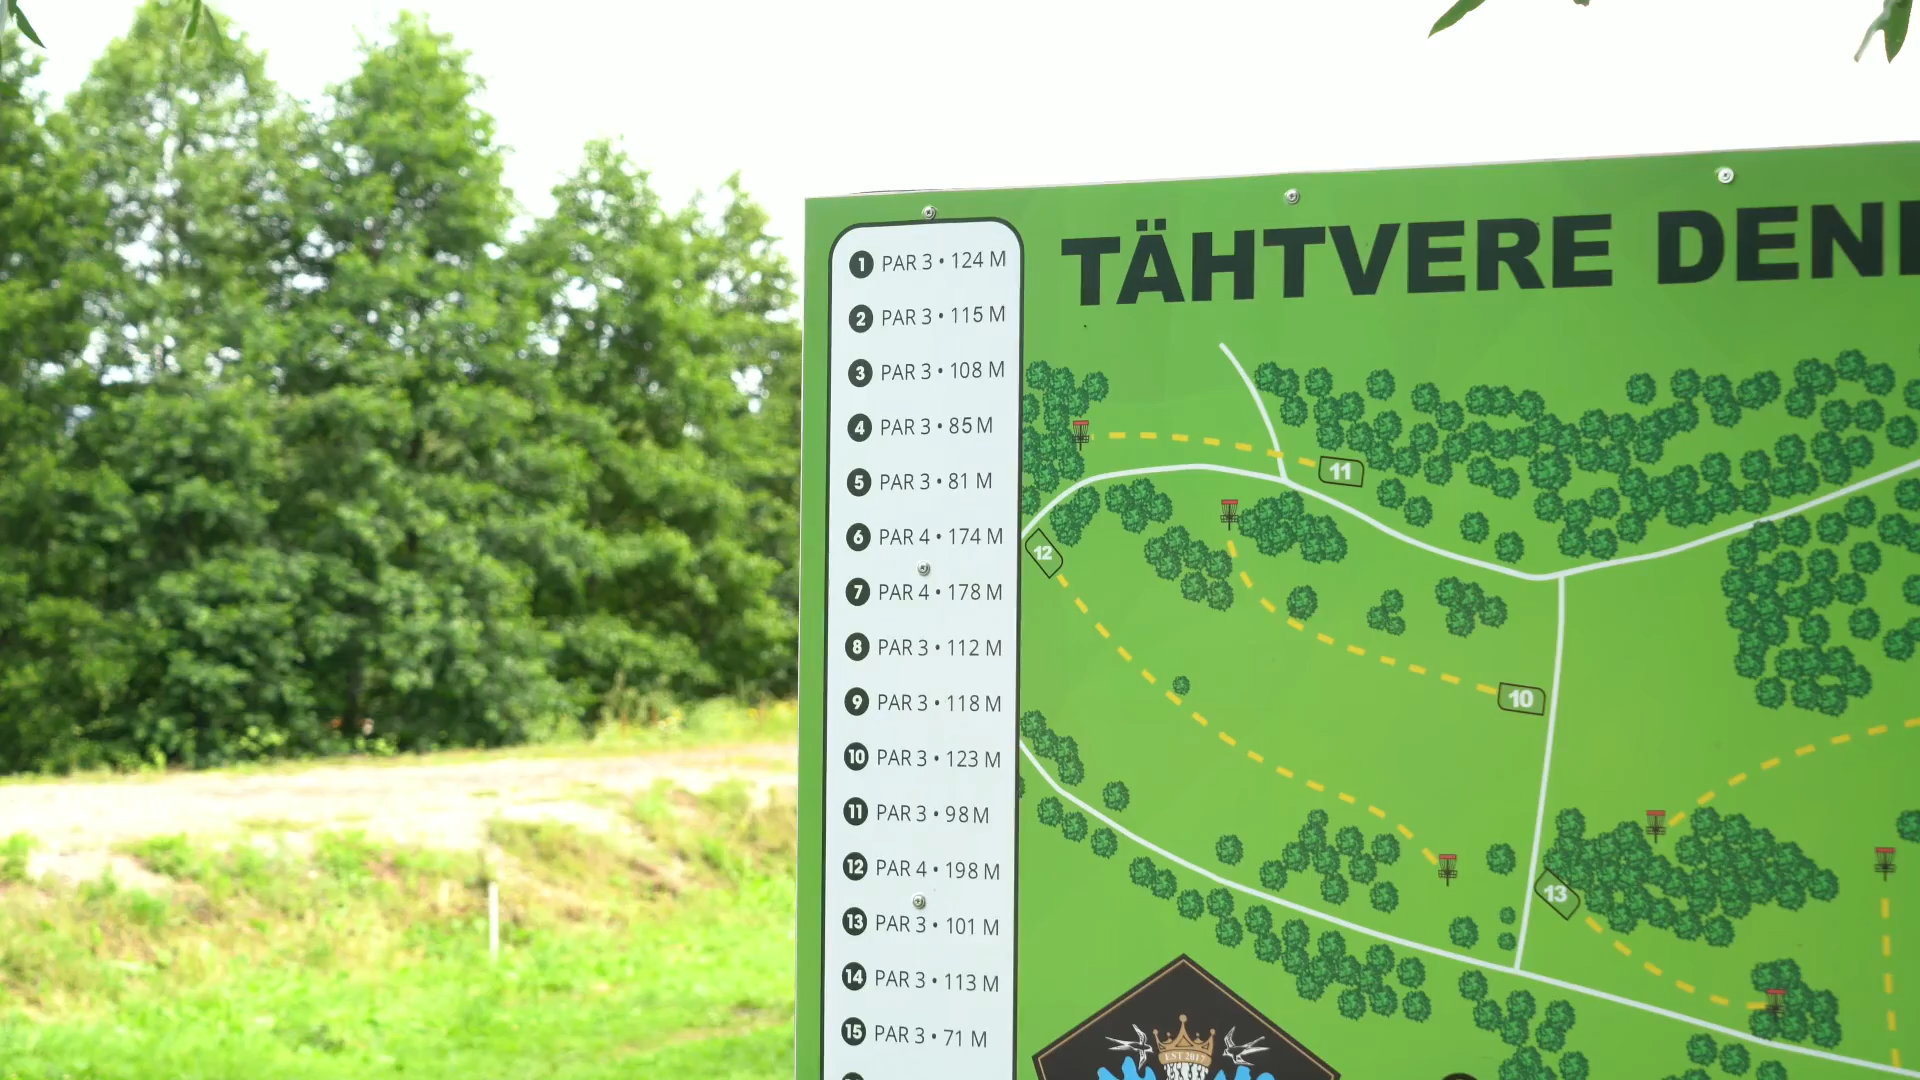 TÄHTVERE
1 PAR 3 • 124 M
2 PAR 3 • 115 M
3 PAR 3 • 108 M
4 PAR 3 • 85 M
5 PAR 3 • 81 M
6 PAR 4 • 174 M
7 PAR 4 • 178 M
8 PAR 3 • 112 M
9 PAR 3 • 118 M
10 PAR 3 • 123 M
11 PAR 3 • 98 M
12 PAR 4 • 198 M
13 PAR 3 • 101 M
14 PAR 3 • 113 M
15 PAR 3 • 71 M
11
12
10
13
EST 2017